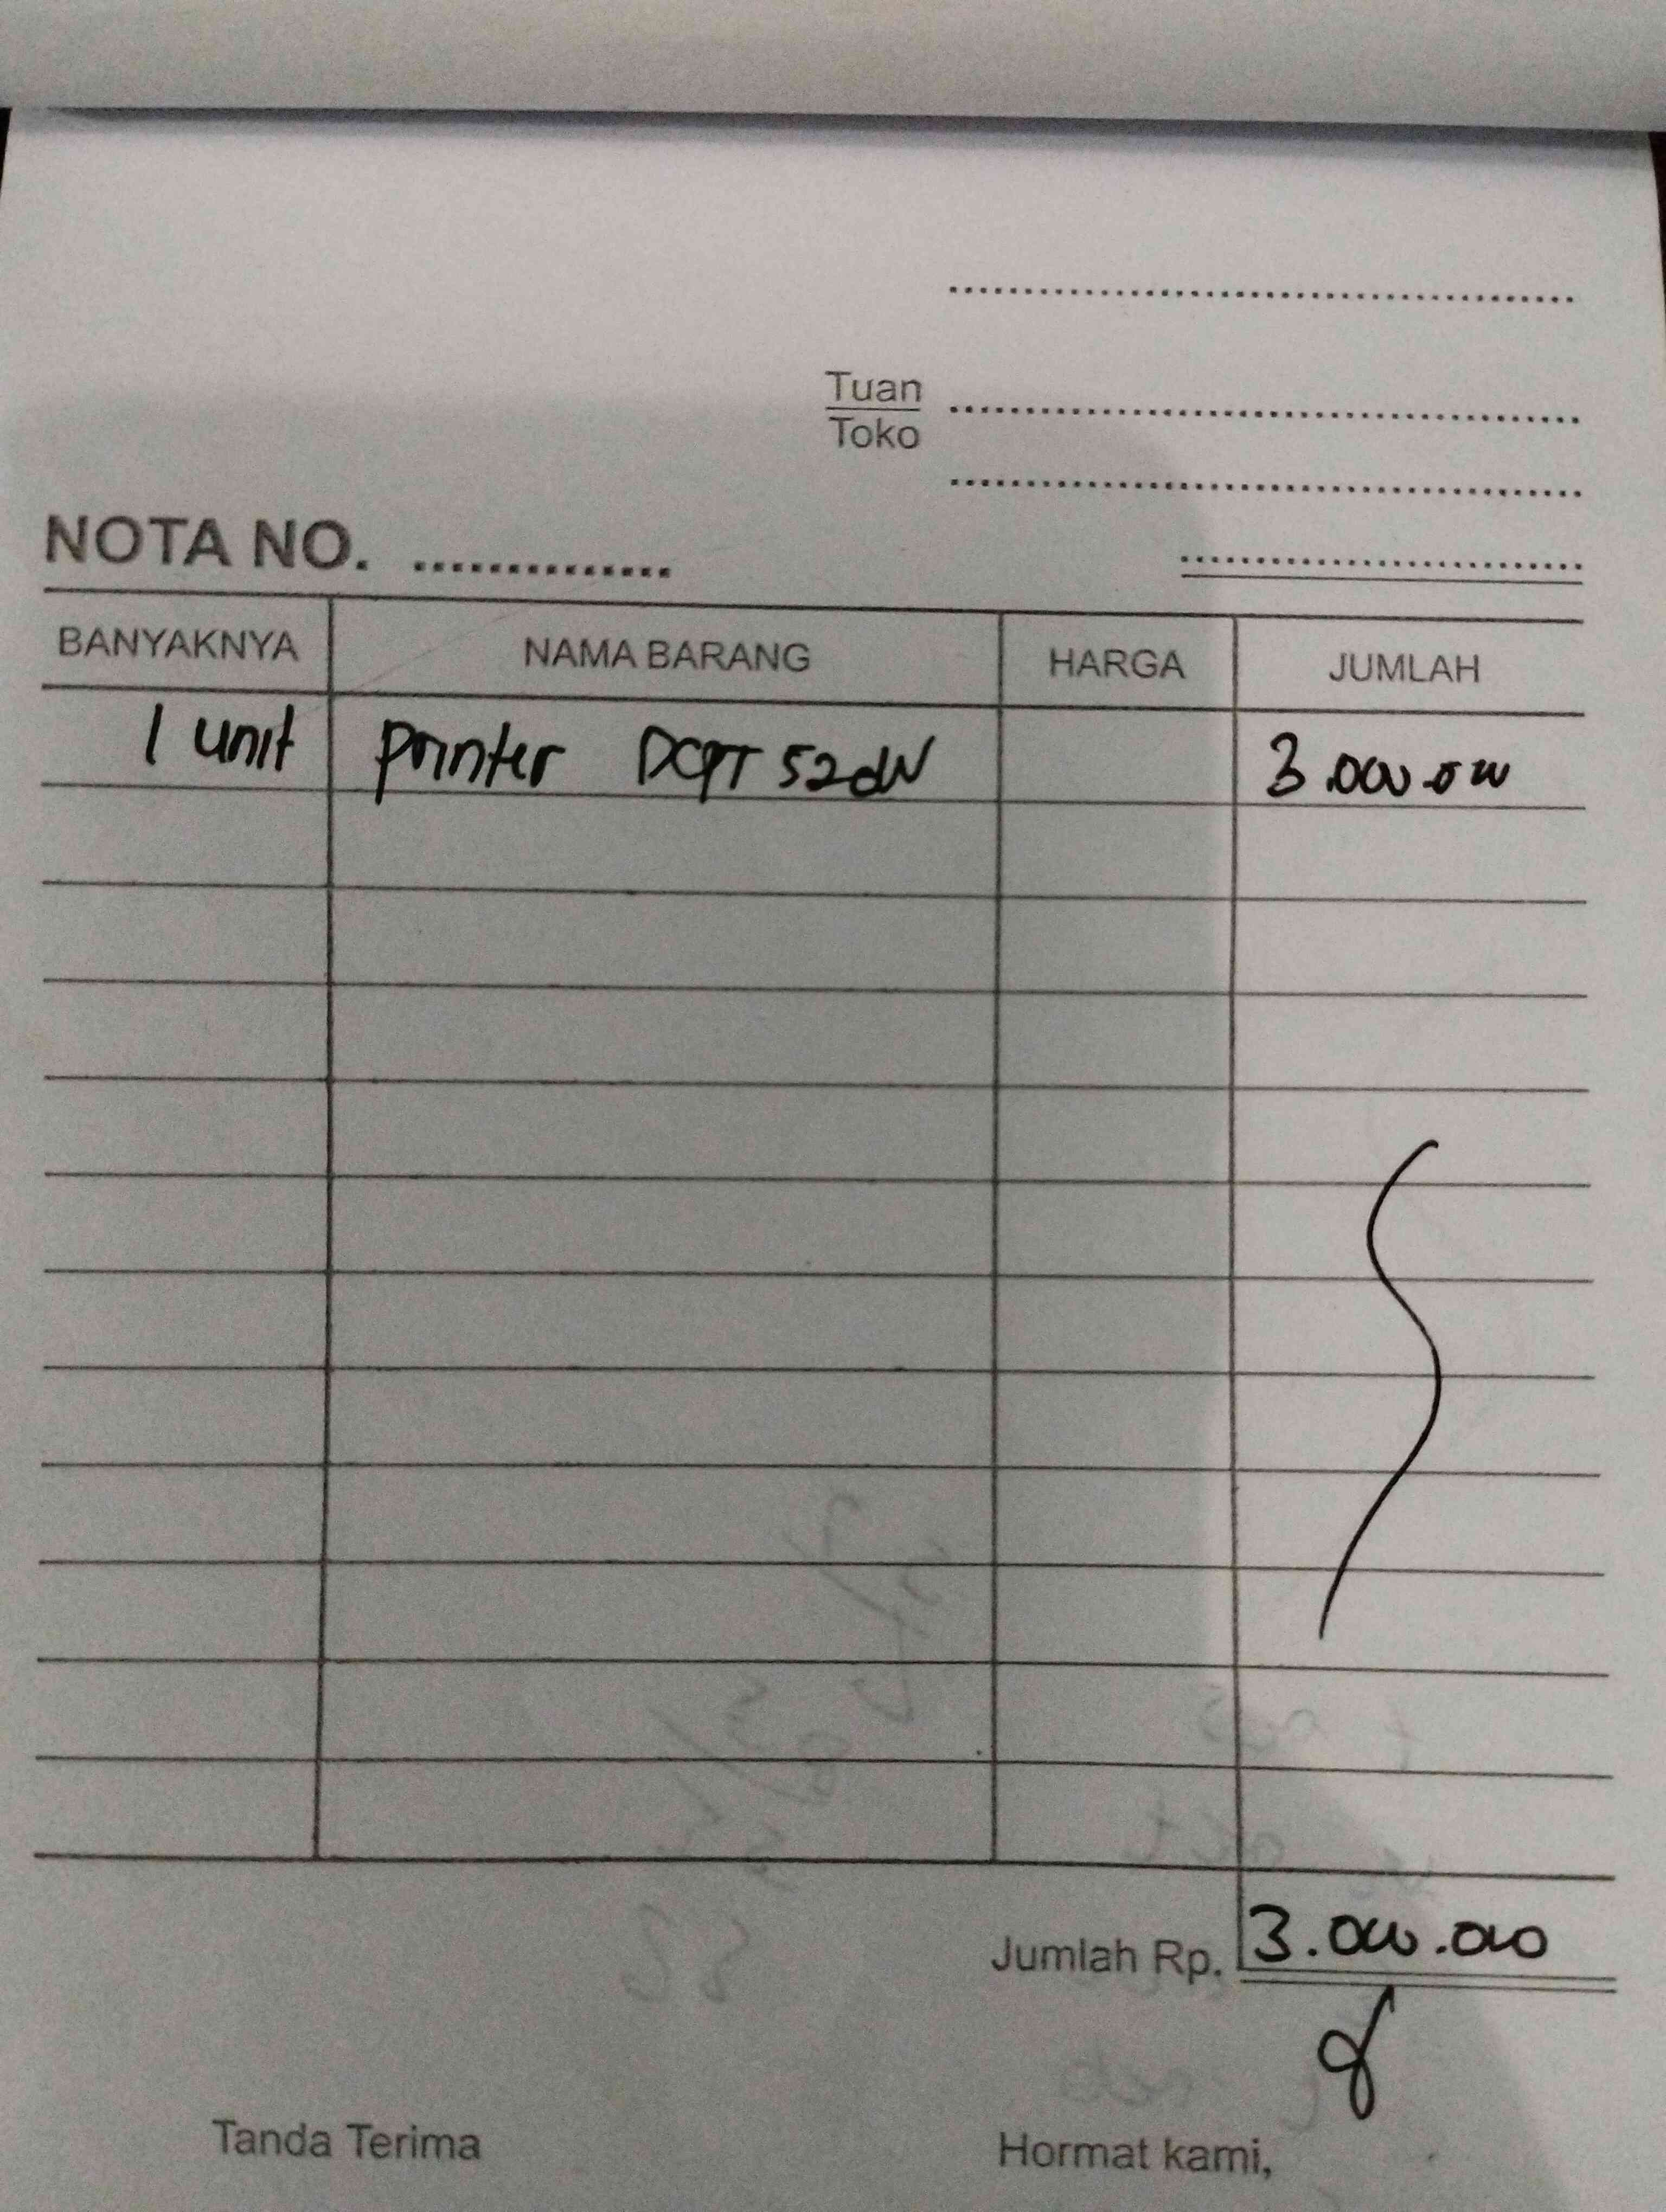 Tuan
Toko
NOTA NO. ..............
BANYAKNYA NAMA BARANG HARGA JUMLAH
1 unit printer DCPT 520W 3.000.000
Jumlah Rp. 3.000.000
Tanda Terima Hormat kami,